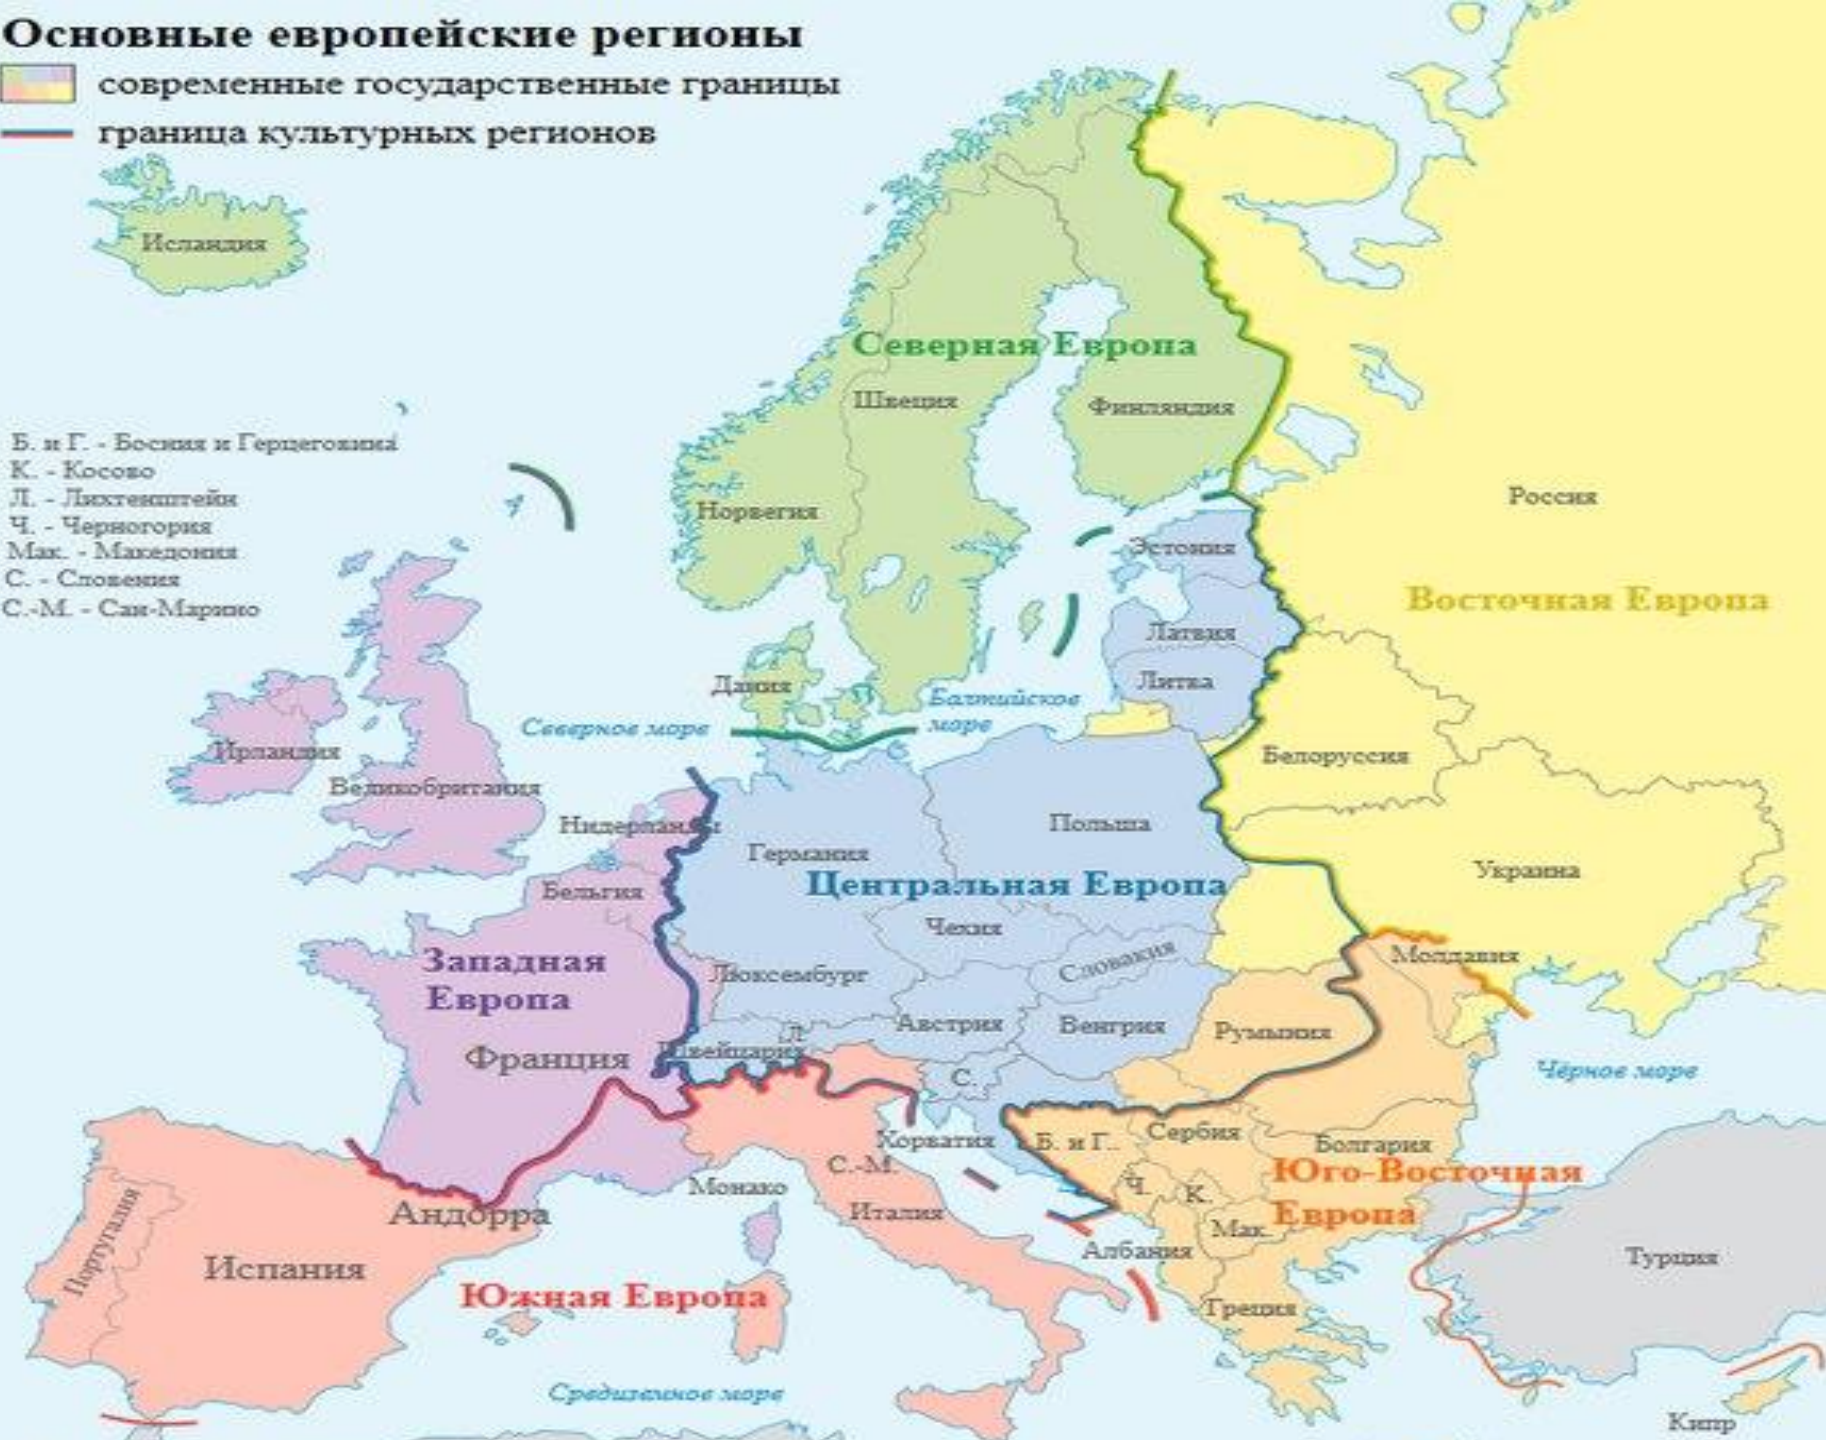 Основные европейские регионы
современные государственные границы
граница культурных регионов
Исландия
Северная Европа
Швеция
Финляндия
Б. и Г. - Босния и Герцеговина
К. - Косово
Л. - Лихтенштейн
Ч. - Черногория
Мак. - Македония
С. - Словения
С.-М. - Сан-Марино
Норвегия
Россия
Эстония
Восточная Европа
Латвия
Литва
Дания
Балтийское
море
Северное море
Ирландия
Великобритания
Белоруссия
Нидерланды
Польша
Германия
Украина
Центральная Европа
Бельгия
Чехия
Западная
Европа
Словакия
Молдавия
Люксембург
Австрия
Венгрия
Румыния
Л.
Швейцария
Франция
С.
Чёрное море
Хорватия
Б. и Г..
Сербия
Болгария
С.-М.
Юго-Восточная
Европа
Монако
Ч.
К.
Португалия
Андорра
Италия
Мак.
Албания
Испания
Турция
Южная Европа
Греция
Средиземное море
Кипр